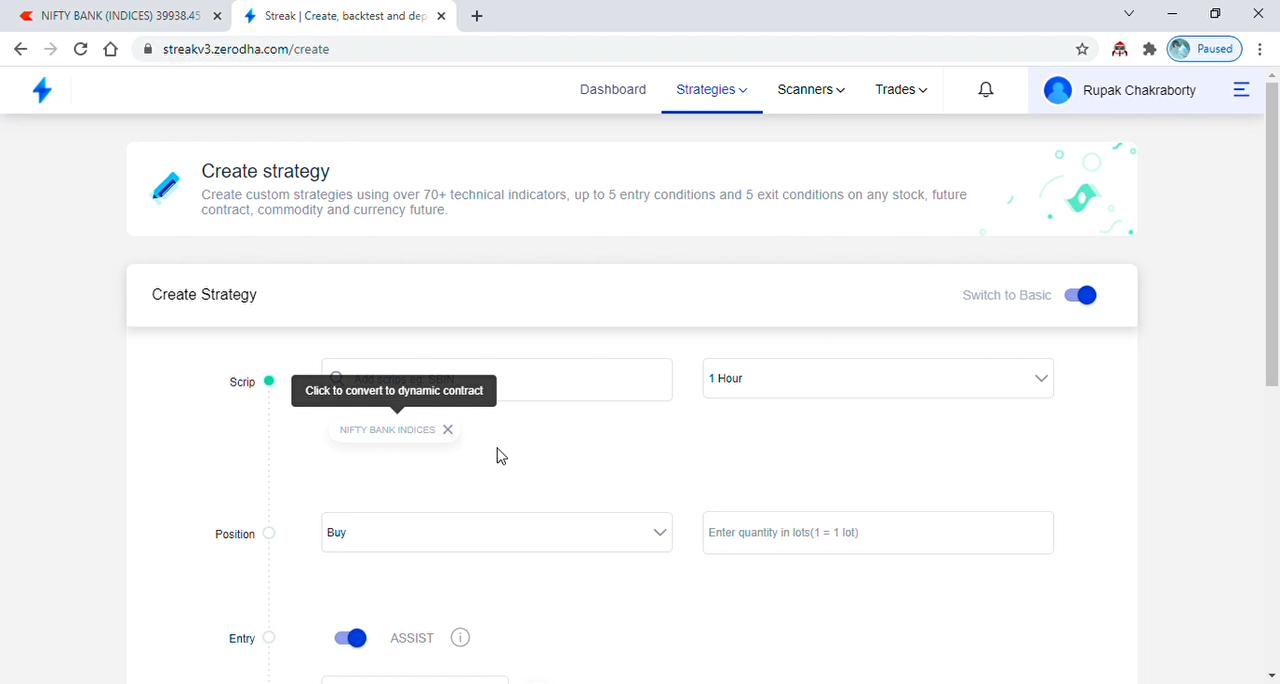 NIFTY BANK (INDICES) 39938.45
Streak | Create, backtest and dep
streakv3.zerodha.com/create
Paused
Dashboard
Strategies
Scanners
Trades
Rupak Chakraborty
Create strategy
Create custom strategies using over 70+ technical indicators, up to 5 entry conditions and 5 exit conditions on any stock, future
contract, commodity and currency future.
Create Strategy
Switch to Basic
Scrip
Add scrips eg: SBIN
1 Hour
Click to convert to dynamic contract
NIFTY BANK INDICES
Position
Buy
Enter quantity in lots(1 = 1 lot)
Entry
ASSIST